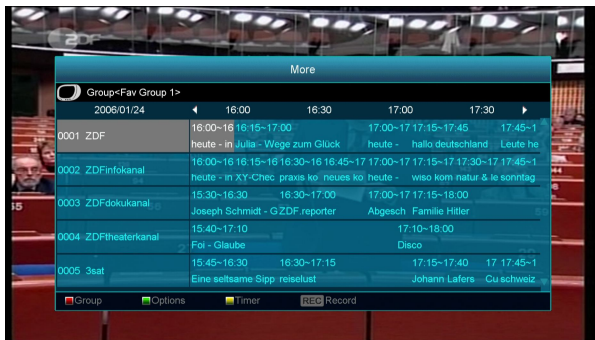 ZDF
More
Group<Fav Group 1>
2006/01/24 16:00 16:30 17:00 17:30
0001 ZDF
16:00~16 16:15~17:00 17:00~17 17:15~17:45 17:45~1
heute - in Julia - Wege zum Glück heute - hallo deutschland Leute he
0002 ZDFinfokanal
16:00~16 16:15~16 16:30~16 16:45~17 17:00~17 17:15~17 17:30~17 17:45~1
heute - in XY-Chec praxis ko neues ko heute - wiso kom natur & le sonntag
0003 ZDFdokukanal
15:30~16:30 16:30~17:00 17:00~17 17:15~18:00
Joseph Schmidt - G ZDF.reporter Abgesch Familie Hitler
0004 ZDFtheaterkanal
15:40~17:10 17:10~18:00
Foi - Glaube Disco
0005 3sat
15:45~16:30 16:30~17:15 17:15~17:40 17 17:45~1
Eine seltsame Sipp reiselust Johann Lafers Cu schweiz
Group Options Timer REC Record